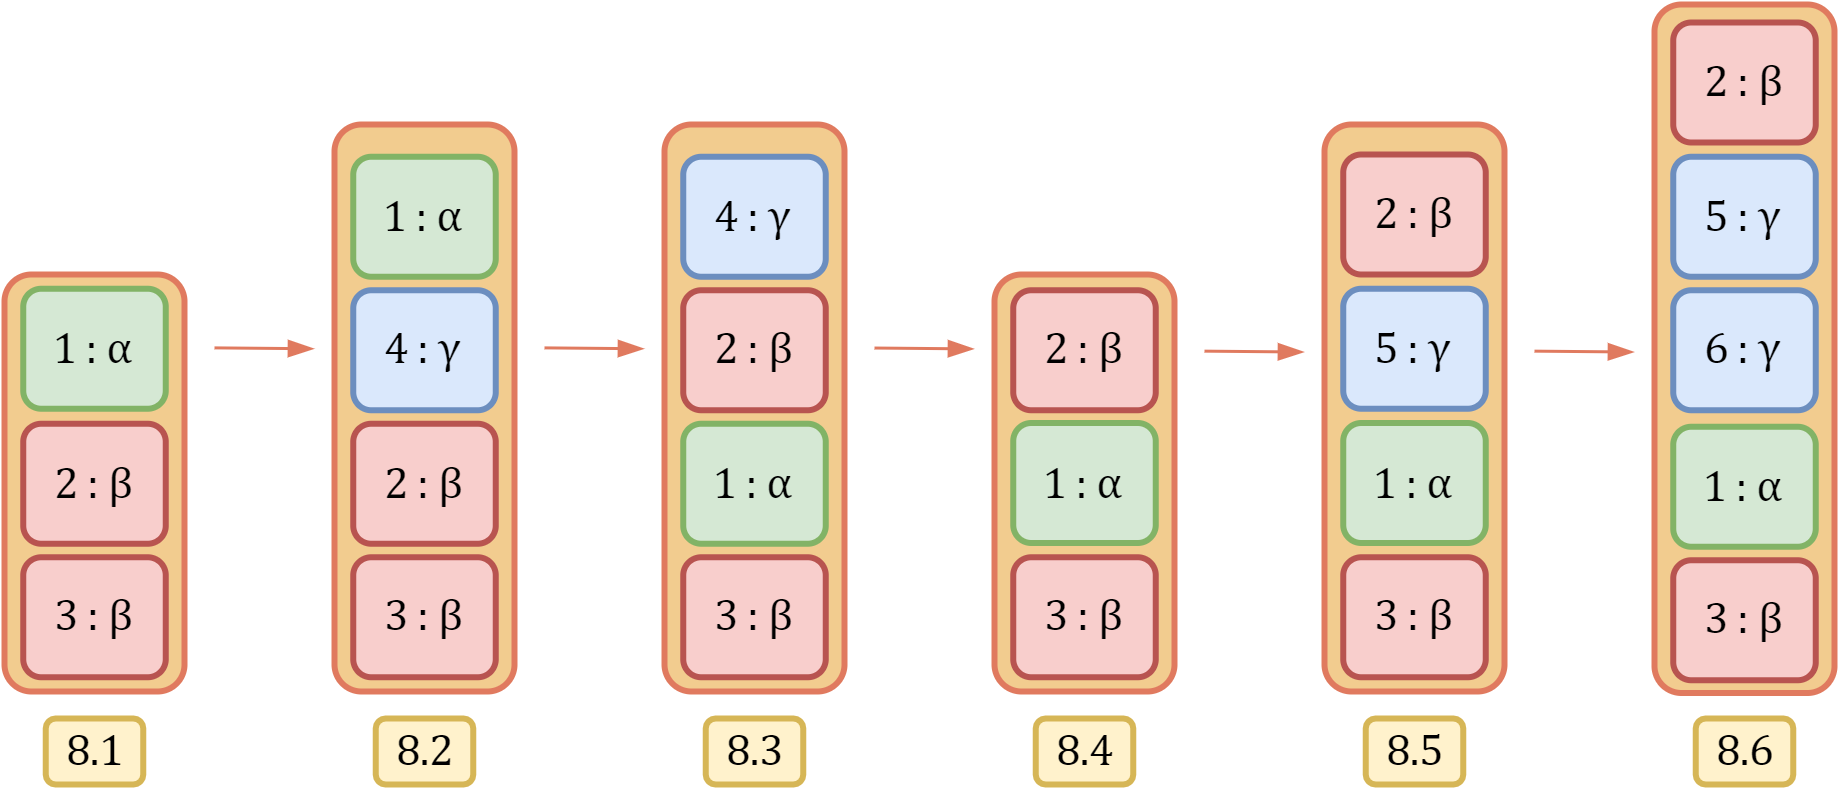 1 : α
2 : β
3 : β
8.1
1 : α
4 : γ
2 : β
3 : β
8.2
4 : γ
2 : β
1 : α
3 : β
8.3
2 : β
1 : α
3 : β
8.4
2 : β
5 : γ
1 : α
3 : β
8.5
2 : β
5 : γ
6 : γ
1 : α
3 : β
8.6